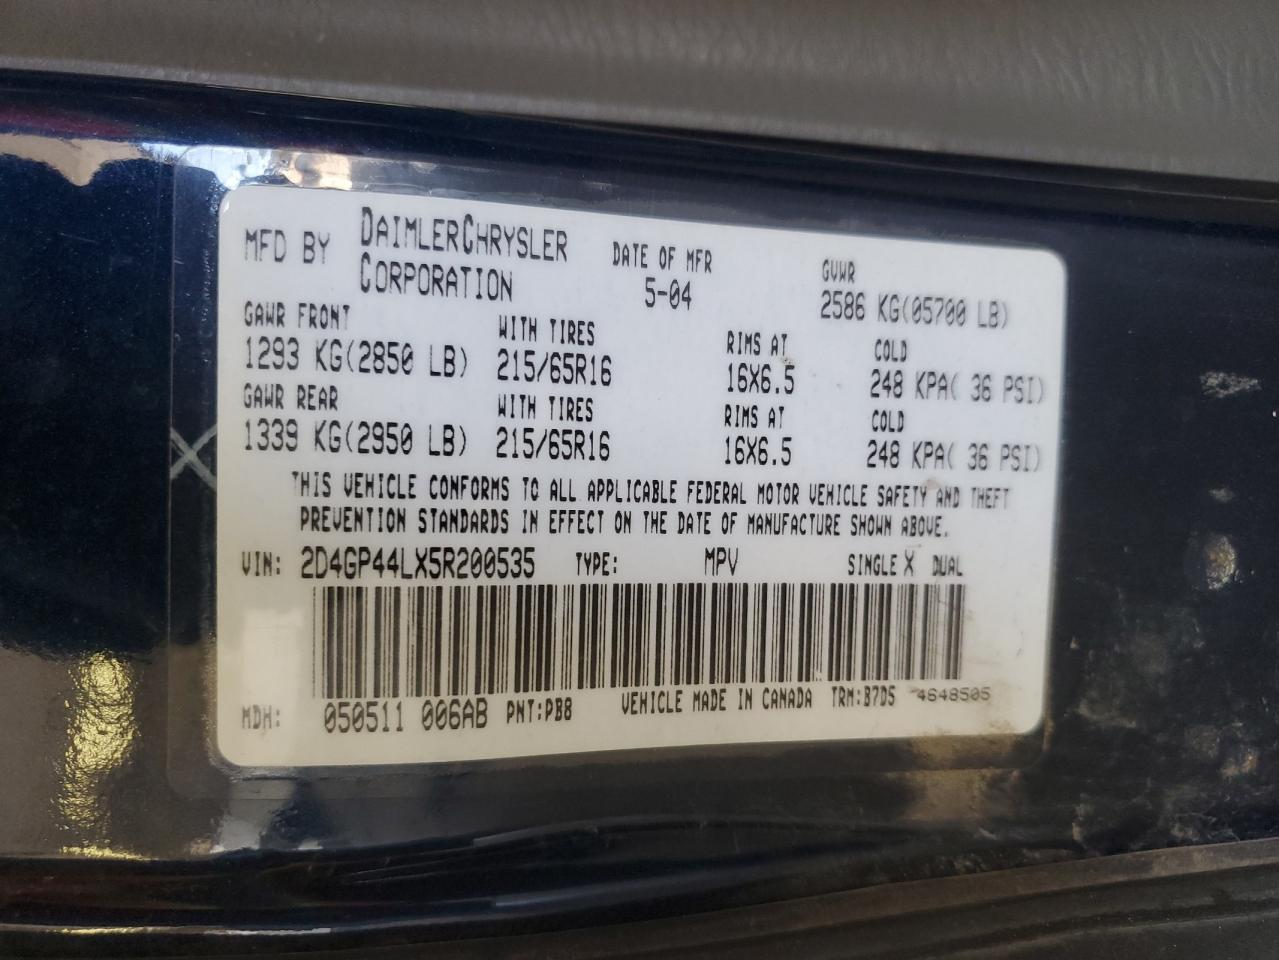 MFD BY DAIMLERCHRYSLER CORPORATION DATE OF MFR 5-04 GVWR 2586 KG(05700 LB)
GAWR FRONT WITH TIRES RIMS AT COLD
1293 KG(2850 LB) 215/65R16 16X6.5 248 KPA( 36 PSI)
GAWR REAR WITH TIRES RIMS AT COLD
1339 KG(2950 LB) 215/65R16 16X6.5 248 KPA( 36 PSI)
THIS VEHICLE CONFORMS TO ALL APPLICABLE FEDERAL MOTOR VEHICLE SAFETY AND THEFT
PREVENTION STANDARDS IN EFFECT ON THE DATE OF MANUFACTURE SHOWN ABOVE.
VIN: 2D4GP44LX5R200535 TYPE: MPV SINGLE X DUAL
MDH: 050511 006AB PNT:PB8 VEHICLE MADE IN CANADA TRM:B7D5 4648505